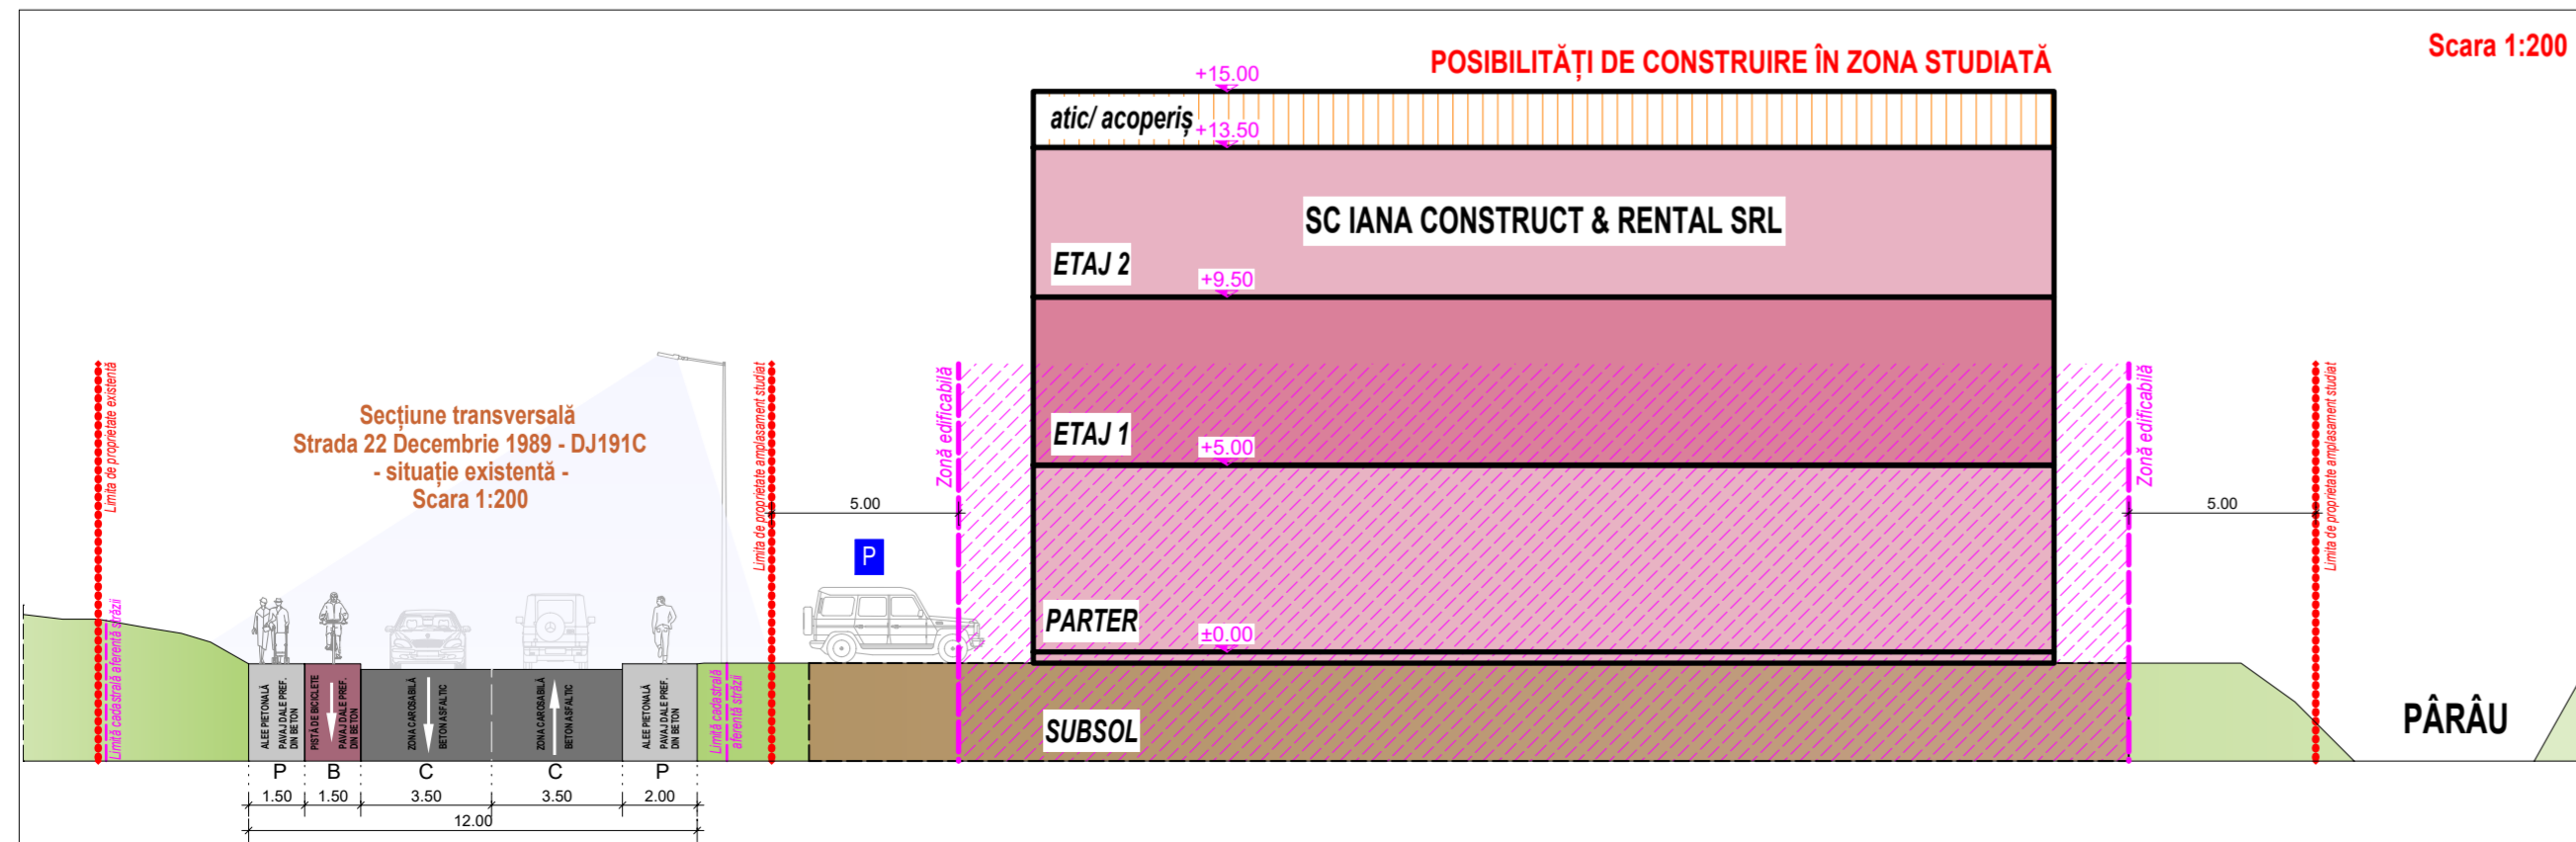 Scara 1:200
POSIBILITĂȚI DE CONSTRUIRE ÎN ZONA STUDIATĂ
+15.00
atic/ acoperiș
+13.50
SC IANA CONSTRUCT & RENTAL SRL
ETAJ 2
+9.50
ETAJ 1
+5.00
PARTER
±0.00
SUBSOL
Limita de proprietate existentă
Limită cadastrală aferentă străzii
Secțiune transversală
Strada 22 Decembrie 1989 - DJ191C
- situație existentă -
Scara 1:200
Limita de proprietate amplasament studiat
Zonă edificabilă
5.00
P
Zonă edificabilă
5.00
Limita de proprietate amplasament studiat
PÂRÂU
ALEE PIETONALĂ
PAVAJ DALE PREF.
DIN BETON
PISTĂ DE BICICLETE
PAVAJ DALE PREF.
DIN BETON
ZONA CAROSABILĂ
BETON ASFALTIC
ZONA CAROSABILĂ
BETON ASFALTIC
ALEE PIETONALĂ
PAVAJ DALE PREF.
DIN BETON
Limită cadastrală
aferentă străzii
P B C C P
1.50 1.50 3.50 3.50 2.00
12.00